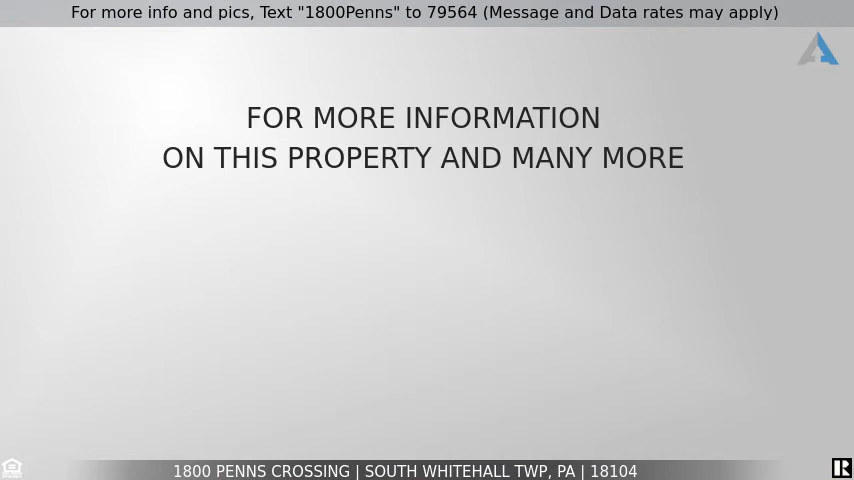 For more info and pics, Text "1800Penns" to 79564 (Message and Data rates may apply)
FOR MORE INFORMATION
ON THIS PROPERTY AND MANY MORE
1800 PENNS CROSSING | SOUTH WHITEHALL TWP, PA | 18104